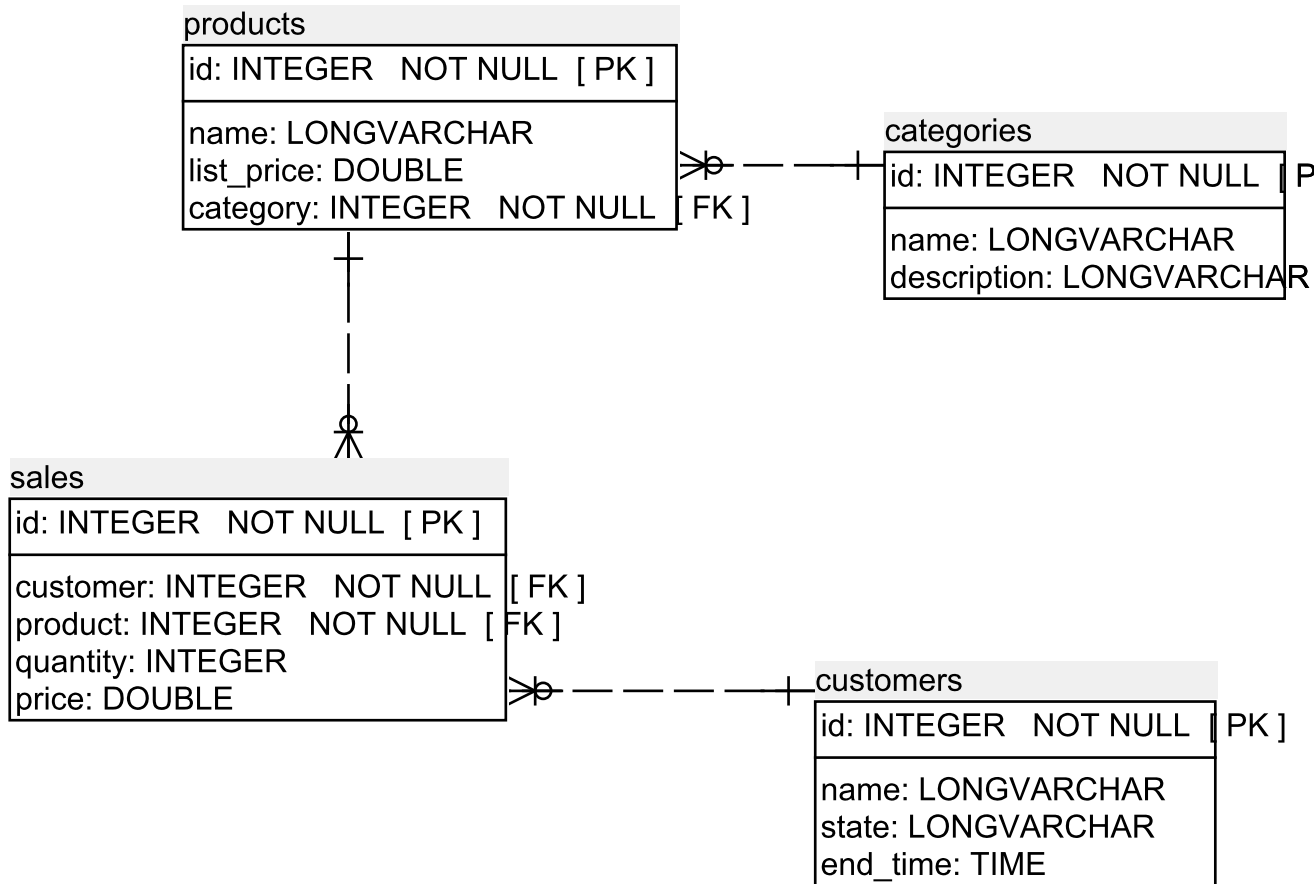 products
id: INTEGER NOT NULL [ PK ]
name: LONGVARCHAR
list_price: DOUBLE
category: INTEGER NOT NULL [ FK ]
categories
id: INTEGER NOT NULL [ P
name: LONGVARCHAR
description: LONGVARCHAR
sales
id: INTEGER NOT NULL [ PK ]
customer: INTEGER NOT NULL [ FK ]
product: INTEGER NOT NULL [ FK ]
quantity: INTEGER
price: DOUBLE
customers
id: INTEGER NOT NULL [ PK ]
name: LONGVARCHAR
state: LONGVARCHAR
end_time: TIME